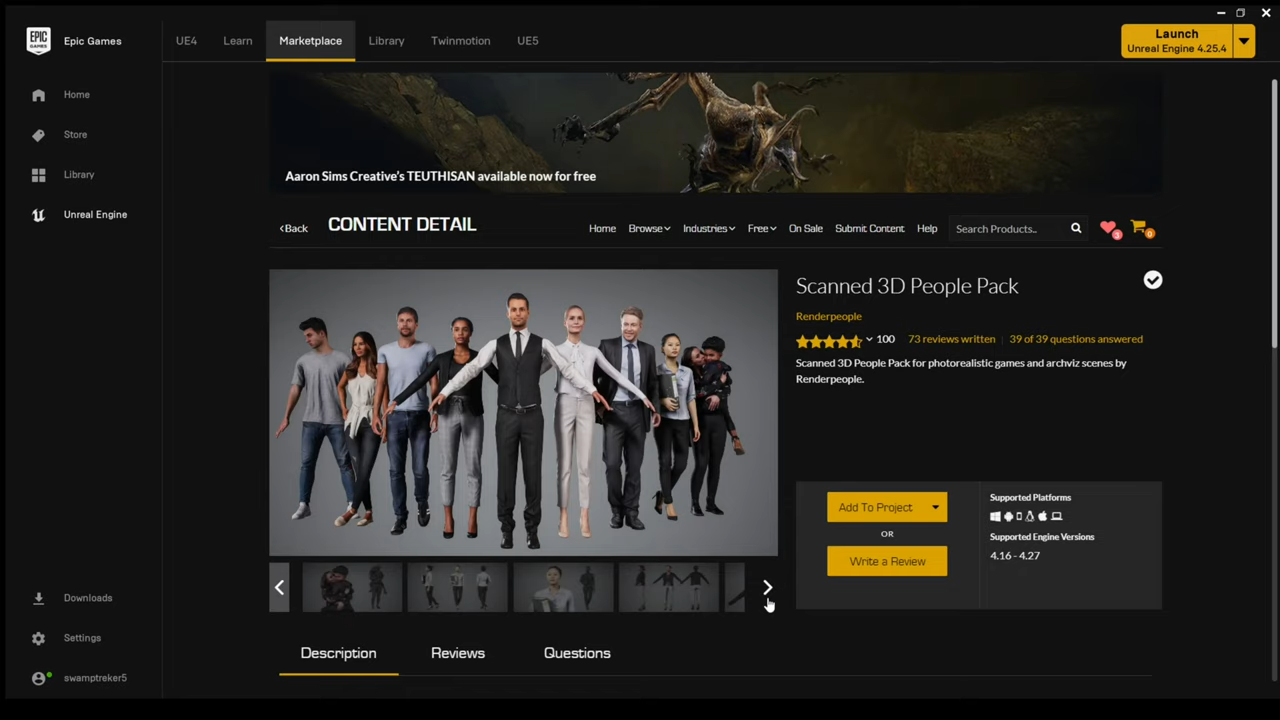 EPIC
GAMES
Epic Games
UE4
Learn
Marketplace
Library
Twinmotion
UE5
Launch
Unreal Engine 4.25.4
Home
Store
Library
Unreal Engine
Aaron Sims Creative's TEUTHISAN available now for free
Back
CONTENT DETAIL
Home
Browse
Industries
Free
On Sale
Submit Content
Help
Search Products..
3
0
Scanned 3D People Pack
Renderpeople
100
73 reviews written
39 of 39 questions answered
Scanned 3D People Pack for photorealistic games and archviz scenes by
Renderpeople.
Add To Project
OR
Write a Review
Supported Platforms
Supported Engine Versions
4.16 - 4.27
Description
Reviews
Questions
Downloads
Settings
swamptreker5